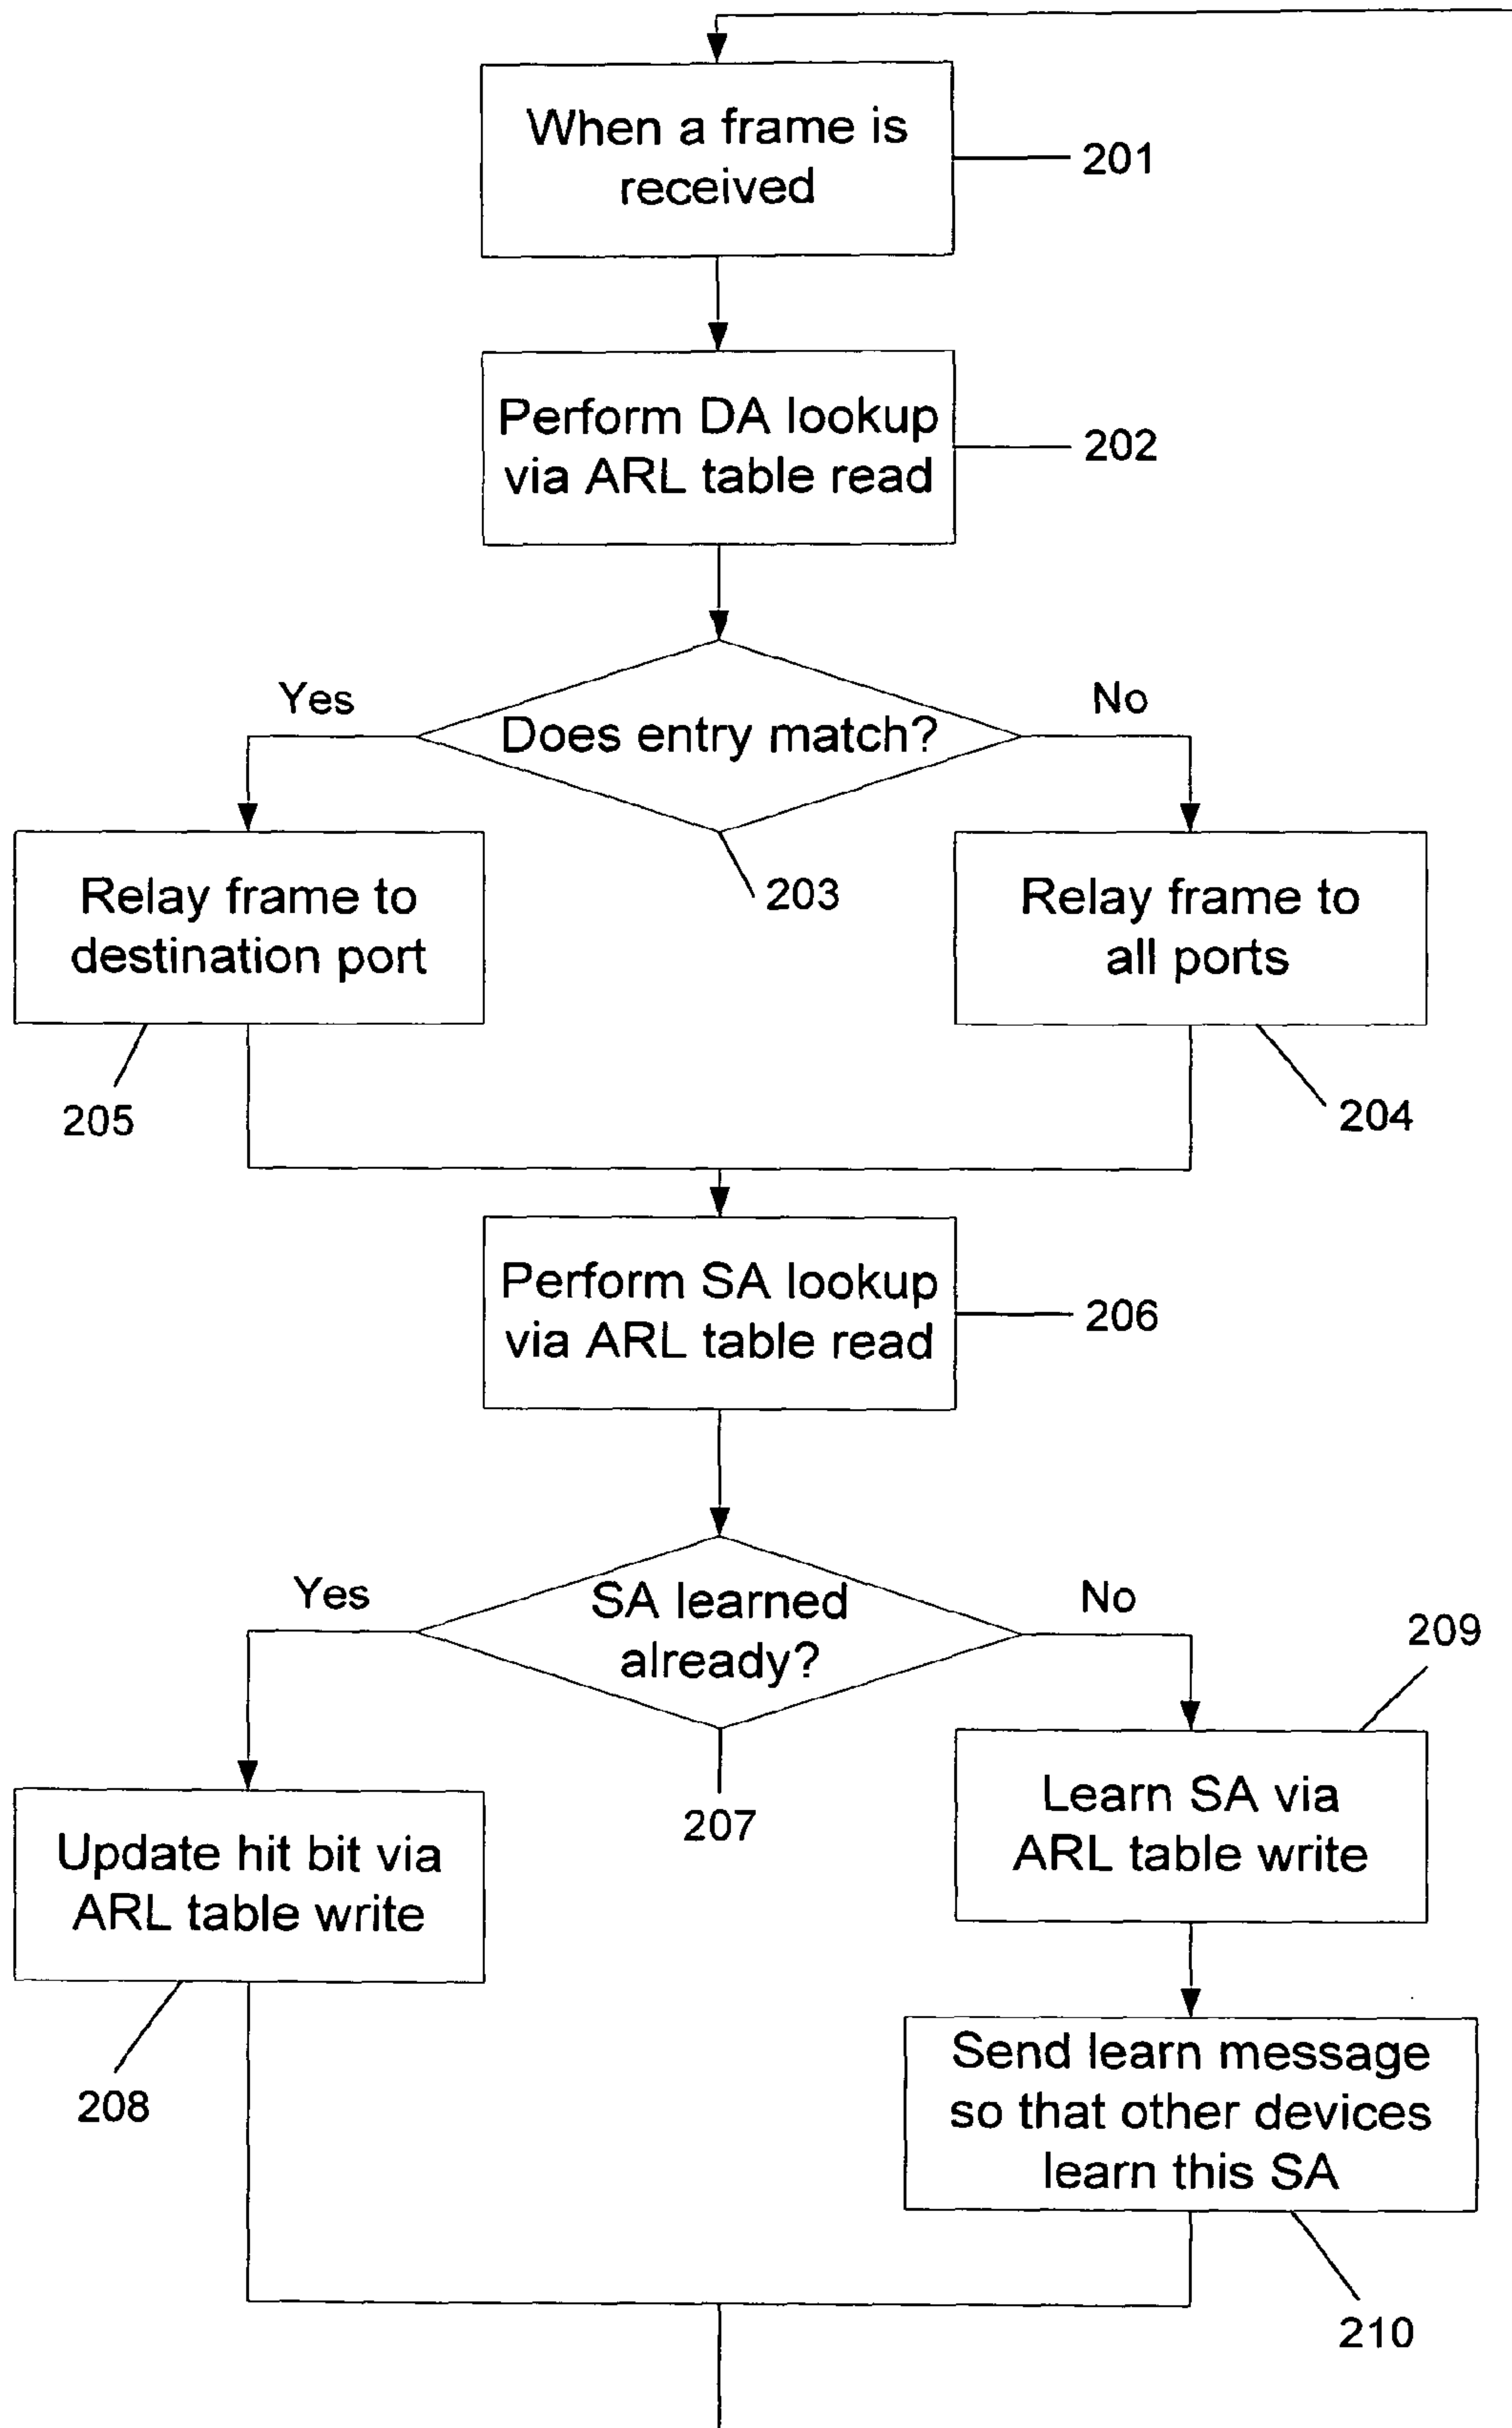 When a frame is
received
201
Perform DA lookup
via ARL table read
202
Yes
No
Does entry match?
203
Relay frame to
destination port
205
Relay frame to
all ports
204
Perform SA lookup
via ARL table read
206
Yes
No
SA learned
already?
207
209
Learn SA via
ARL table write
Update hit bit via
ARL table write
208
Send learn message
so that other devices
learn this SA
210